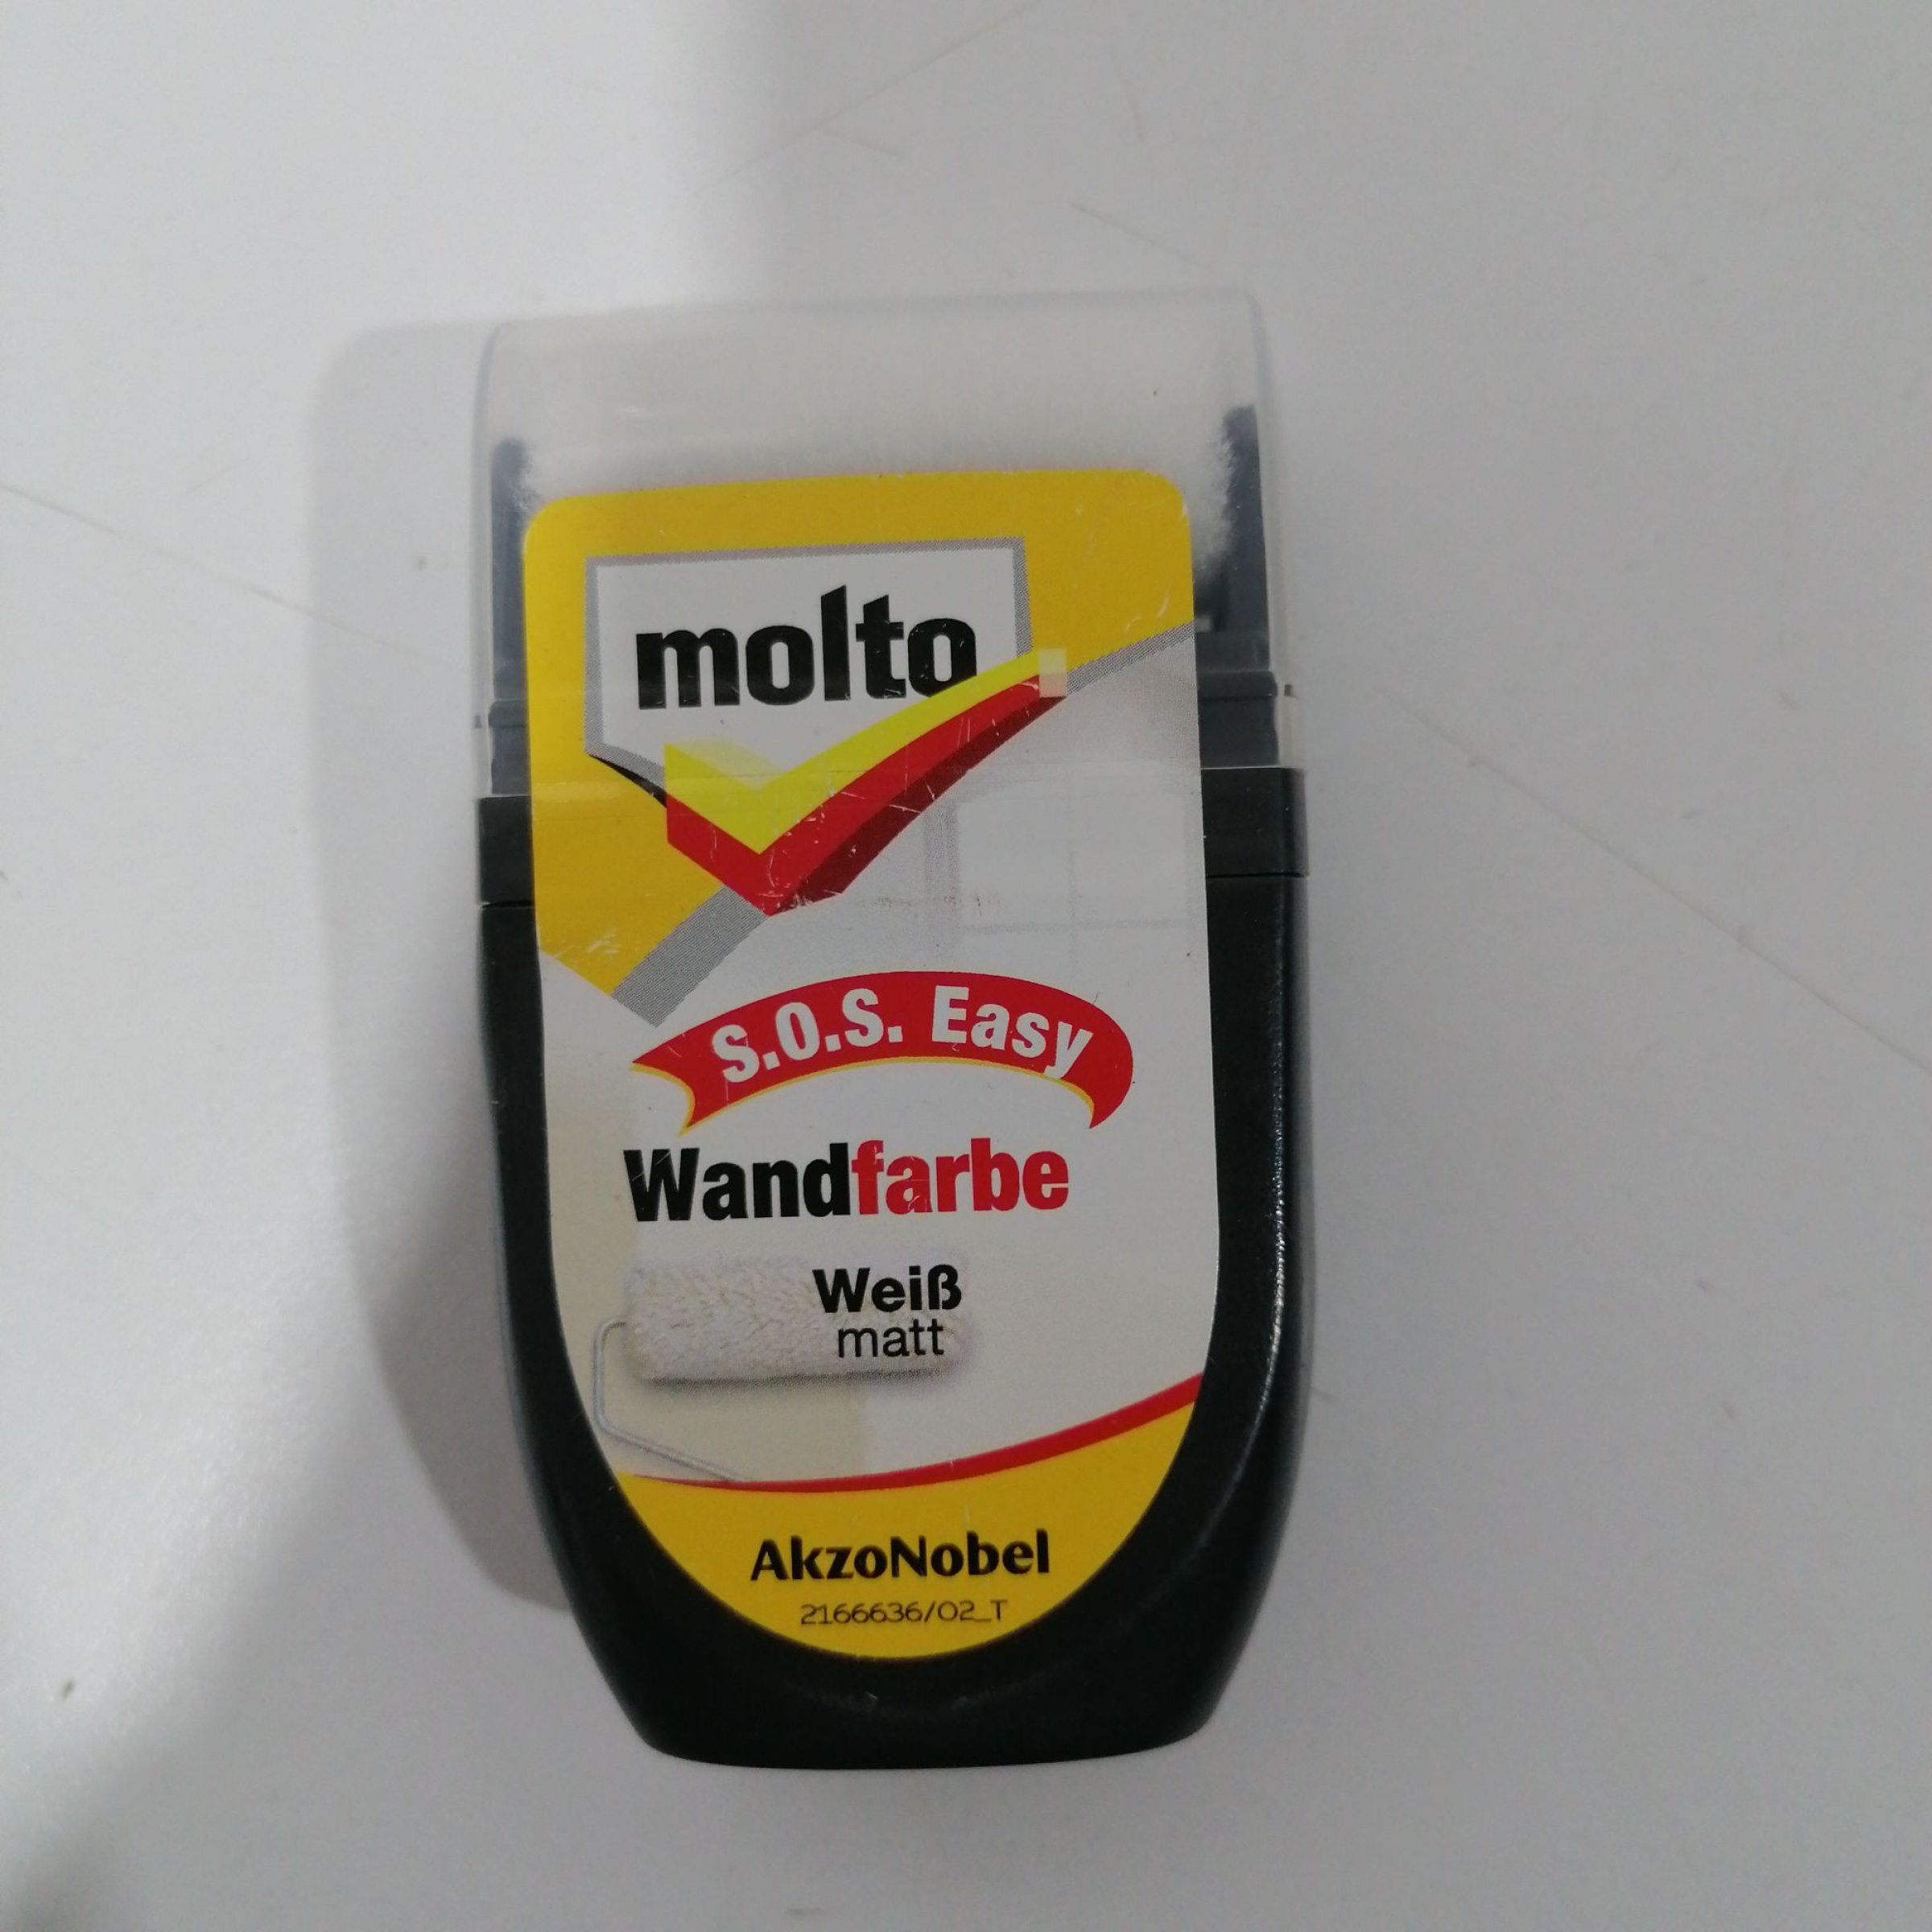 molto
S.O.S. Easy
Wandfarbe
Weiß
matt
AkzoNobel
2166636/02_T